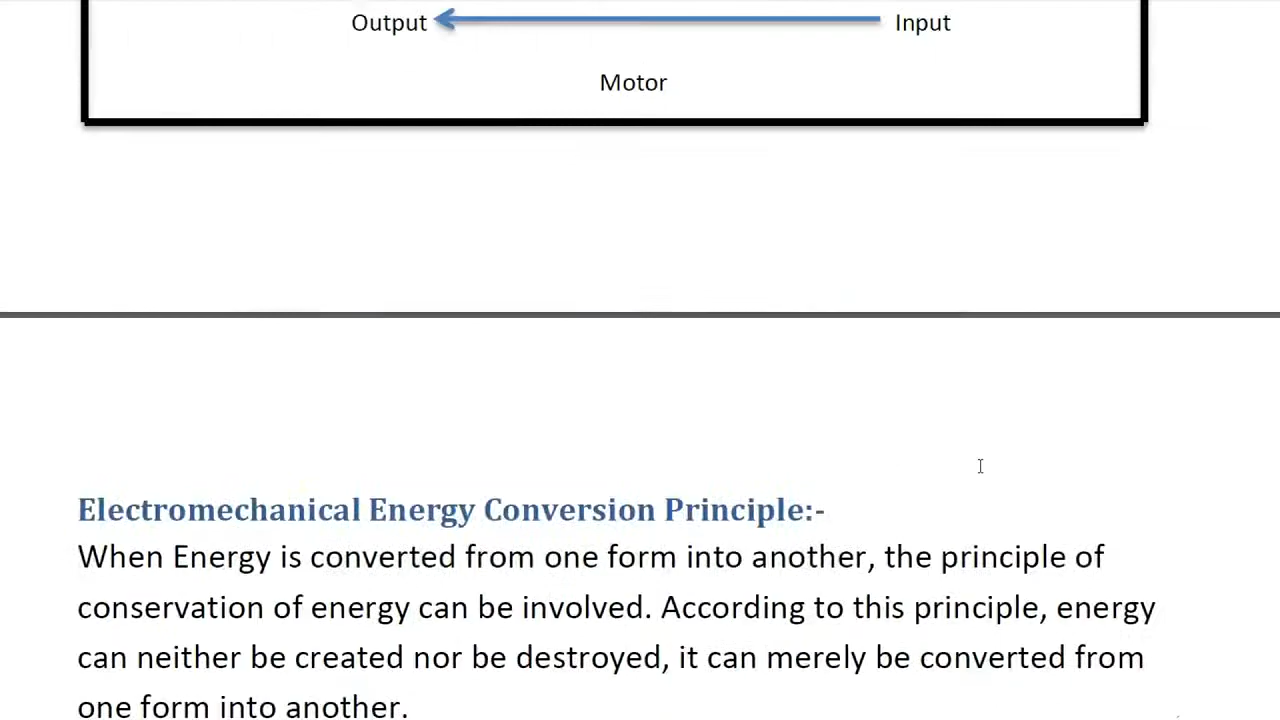 Output Input
Motor
Electromechanical Energy Conversion Principle:-
When Energy is converted from one form into another, the principle of
conservation of energy can be involved. According to this principle, energy
can neither be created nor be destroyed, it can merely be converted from
one form into another.